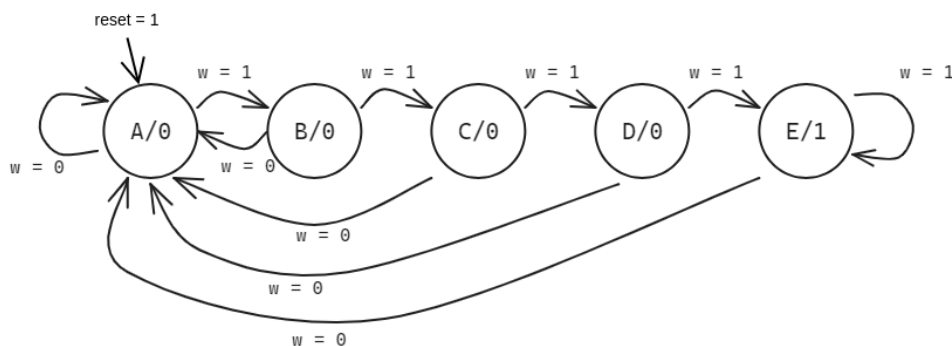 reset = 1
w = 1
w = 1
w = 1
w = 1
w = 1
A/0
B/0
C/0
D/0
E/1
w = 0
w = 0
w = 0
w = 0
w = 0